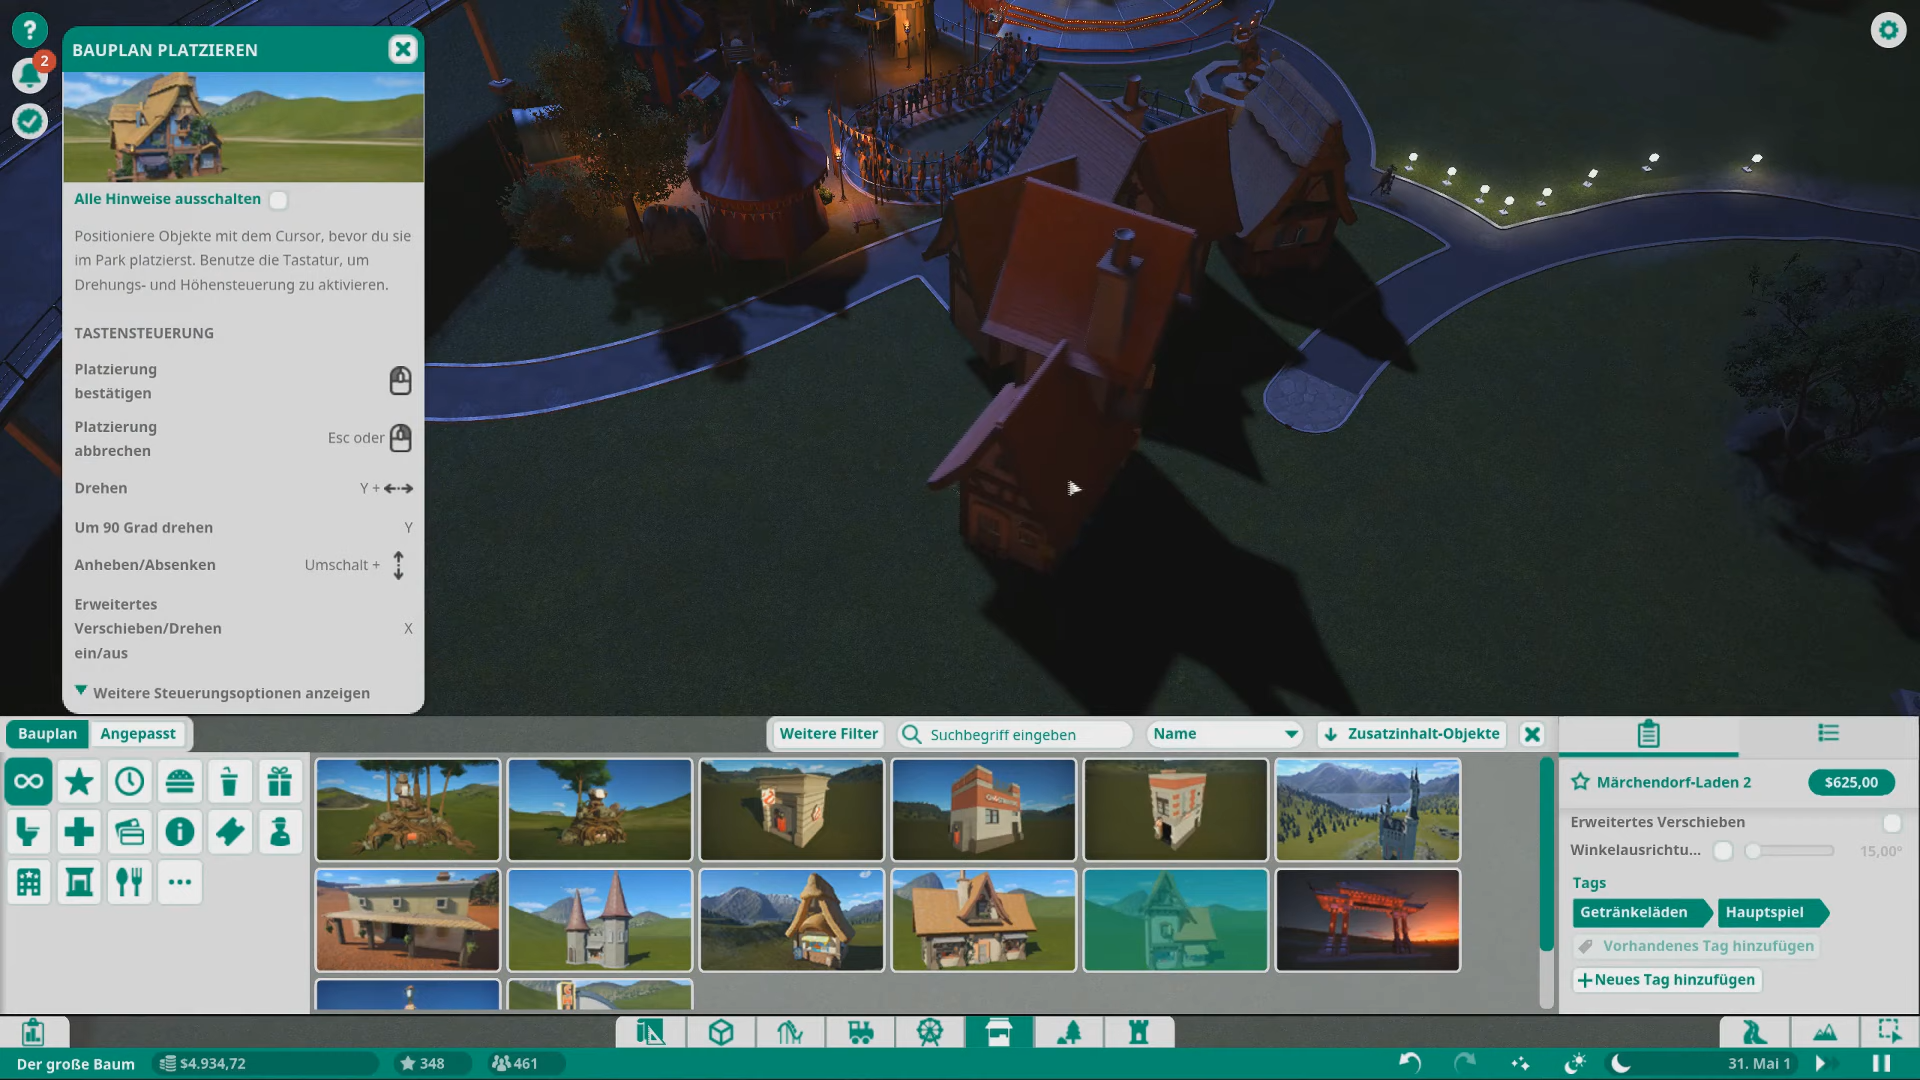 ?
2
BAUPLAN PLATZIEREN
Alle Hinweise ausschalten
Positioniere Objekte mit dem Cursor, bevor du sie
im Park platzierst. Benutze die Tastatur, um
Drehungs- und Höhensteuerung zu aktivieren.
TASTENSTEUERUNG
Platzierung
bestätigen
Platzierung
abbrechen
Esc oder
Drehen
Y +
Um 90 Grad drehen
Y
Anheben/Absenken
Umschalt +
Erweitertes
Verschieben/Drehen
ein/aus
X
Weitere Steuerungsoptionen anzeigen
Bauplan
Angepasst
Weitere Filter
Suchbegriff eingeben
Name
Zusatzinhalt-Objekte
Märchendorf-Laden 2
$625,00
Erweitertes Verschieben
Winkelausrichtu...
15,00°
Tags
Getränkeläden
Hauptspiel
Vorhandenes Tag hinzufügen
+Neues Tag hinzufügen
Der große Baum
$4.934,72
348
461
31. Mai 1